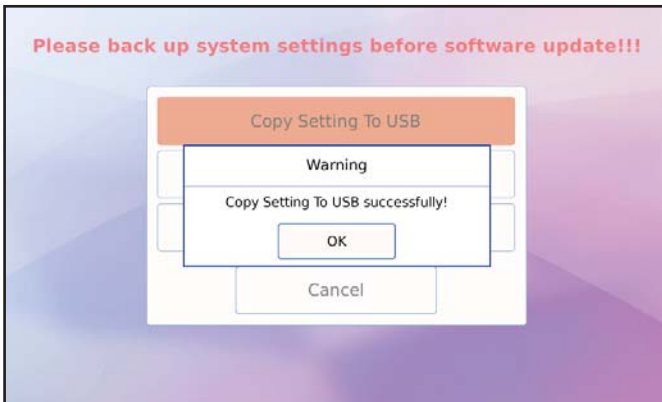 Please back up system settings before software update!!!
Copy Setting To USB
Warning
Copy Setting To USB successfully!
OK
Cancel